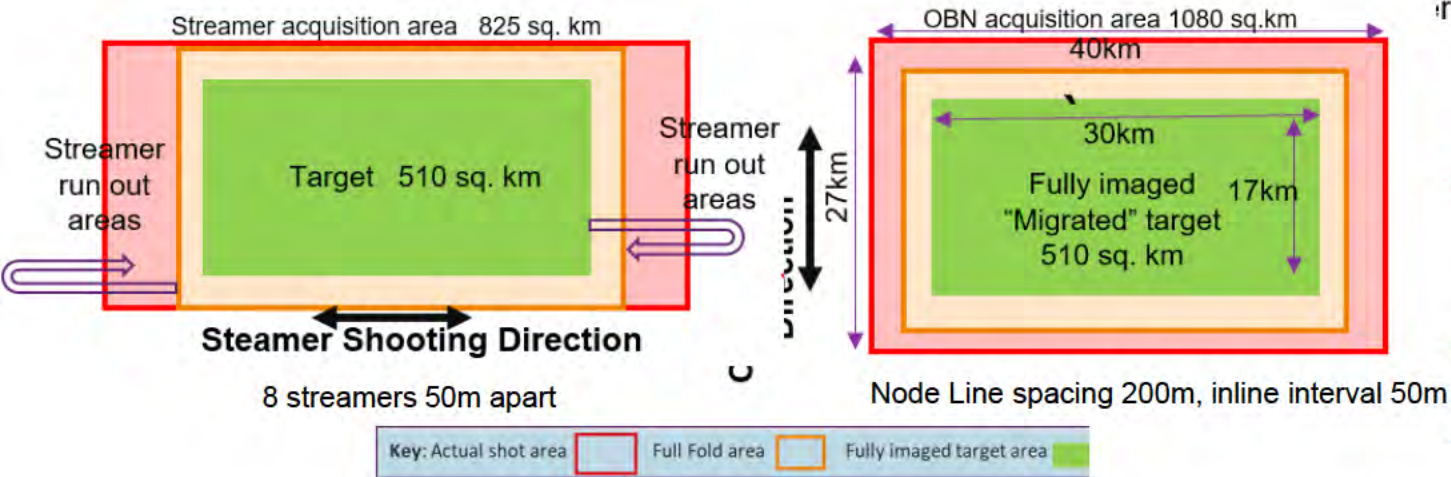 Streamer acquisition area 825 sq. km
Streamer
run out
areas
Target 510 sq. km
Streamer
run out
areas
Steamer Shooting Direction
8 streamers 50m apart
OBN acquisition area 1080 sq.km
40km
30km
27km
Fully imaged
"Migrated" target
510 sq. km
17km
Direction
Node Line spacing 200m, inline interval 50m
Key: Actual shot area
Full Fold area
Fully imaged target area